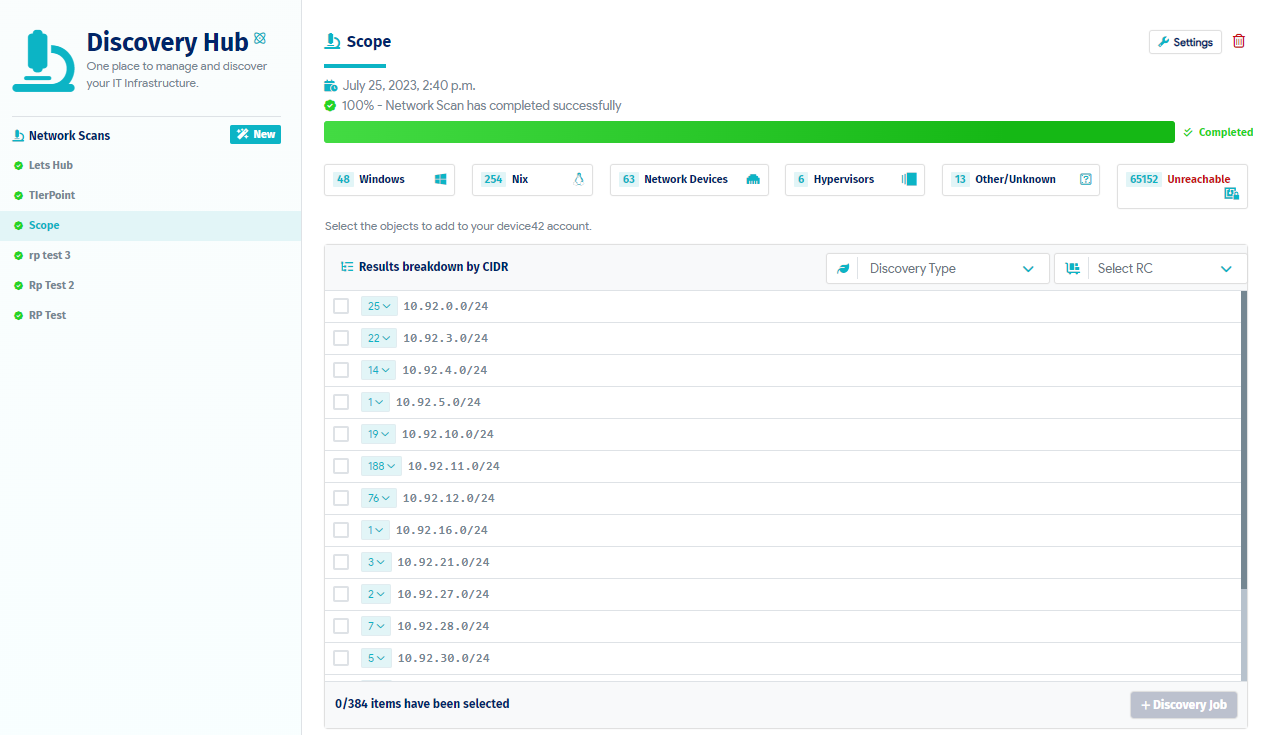 Discovery Hub
One place to manage and discover
your IT Infrastructure.
Network Scans
New
Lets Hub
TIerPoint
Scope
rp test 3
Rp Test 2
RP Test
Scope
Settings
July 25, 2023, 2:40 p.m.
100% - Network Scan has completed successfully
Completed
48 Windows
254 Nix
63 Network Devices
6 Hypervisors
13 Other/Unknown
65152 Unreachable
Select the objects to add to your device42 account.
Results breakdown by CIDR
Discovery Type
Select RC
25 10.92.0.0/24
22 10.92.3.0/24
14 10.92.4.0/24
1 10.92.5.0/24
19 10.92.10.0/24
188 10.92.11.0/24
76 10.92.12.0/24
1 10.92.16.0/24
3 10.92.21.0/24
2 10.92.27.0/24
7 10.92.28.0/24
5 10.92.30.0/24
0/384 items have been selected
+ Discovery Job